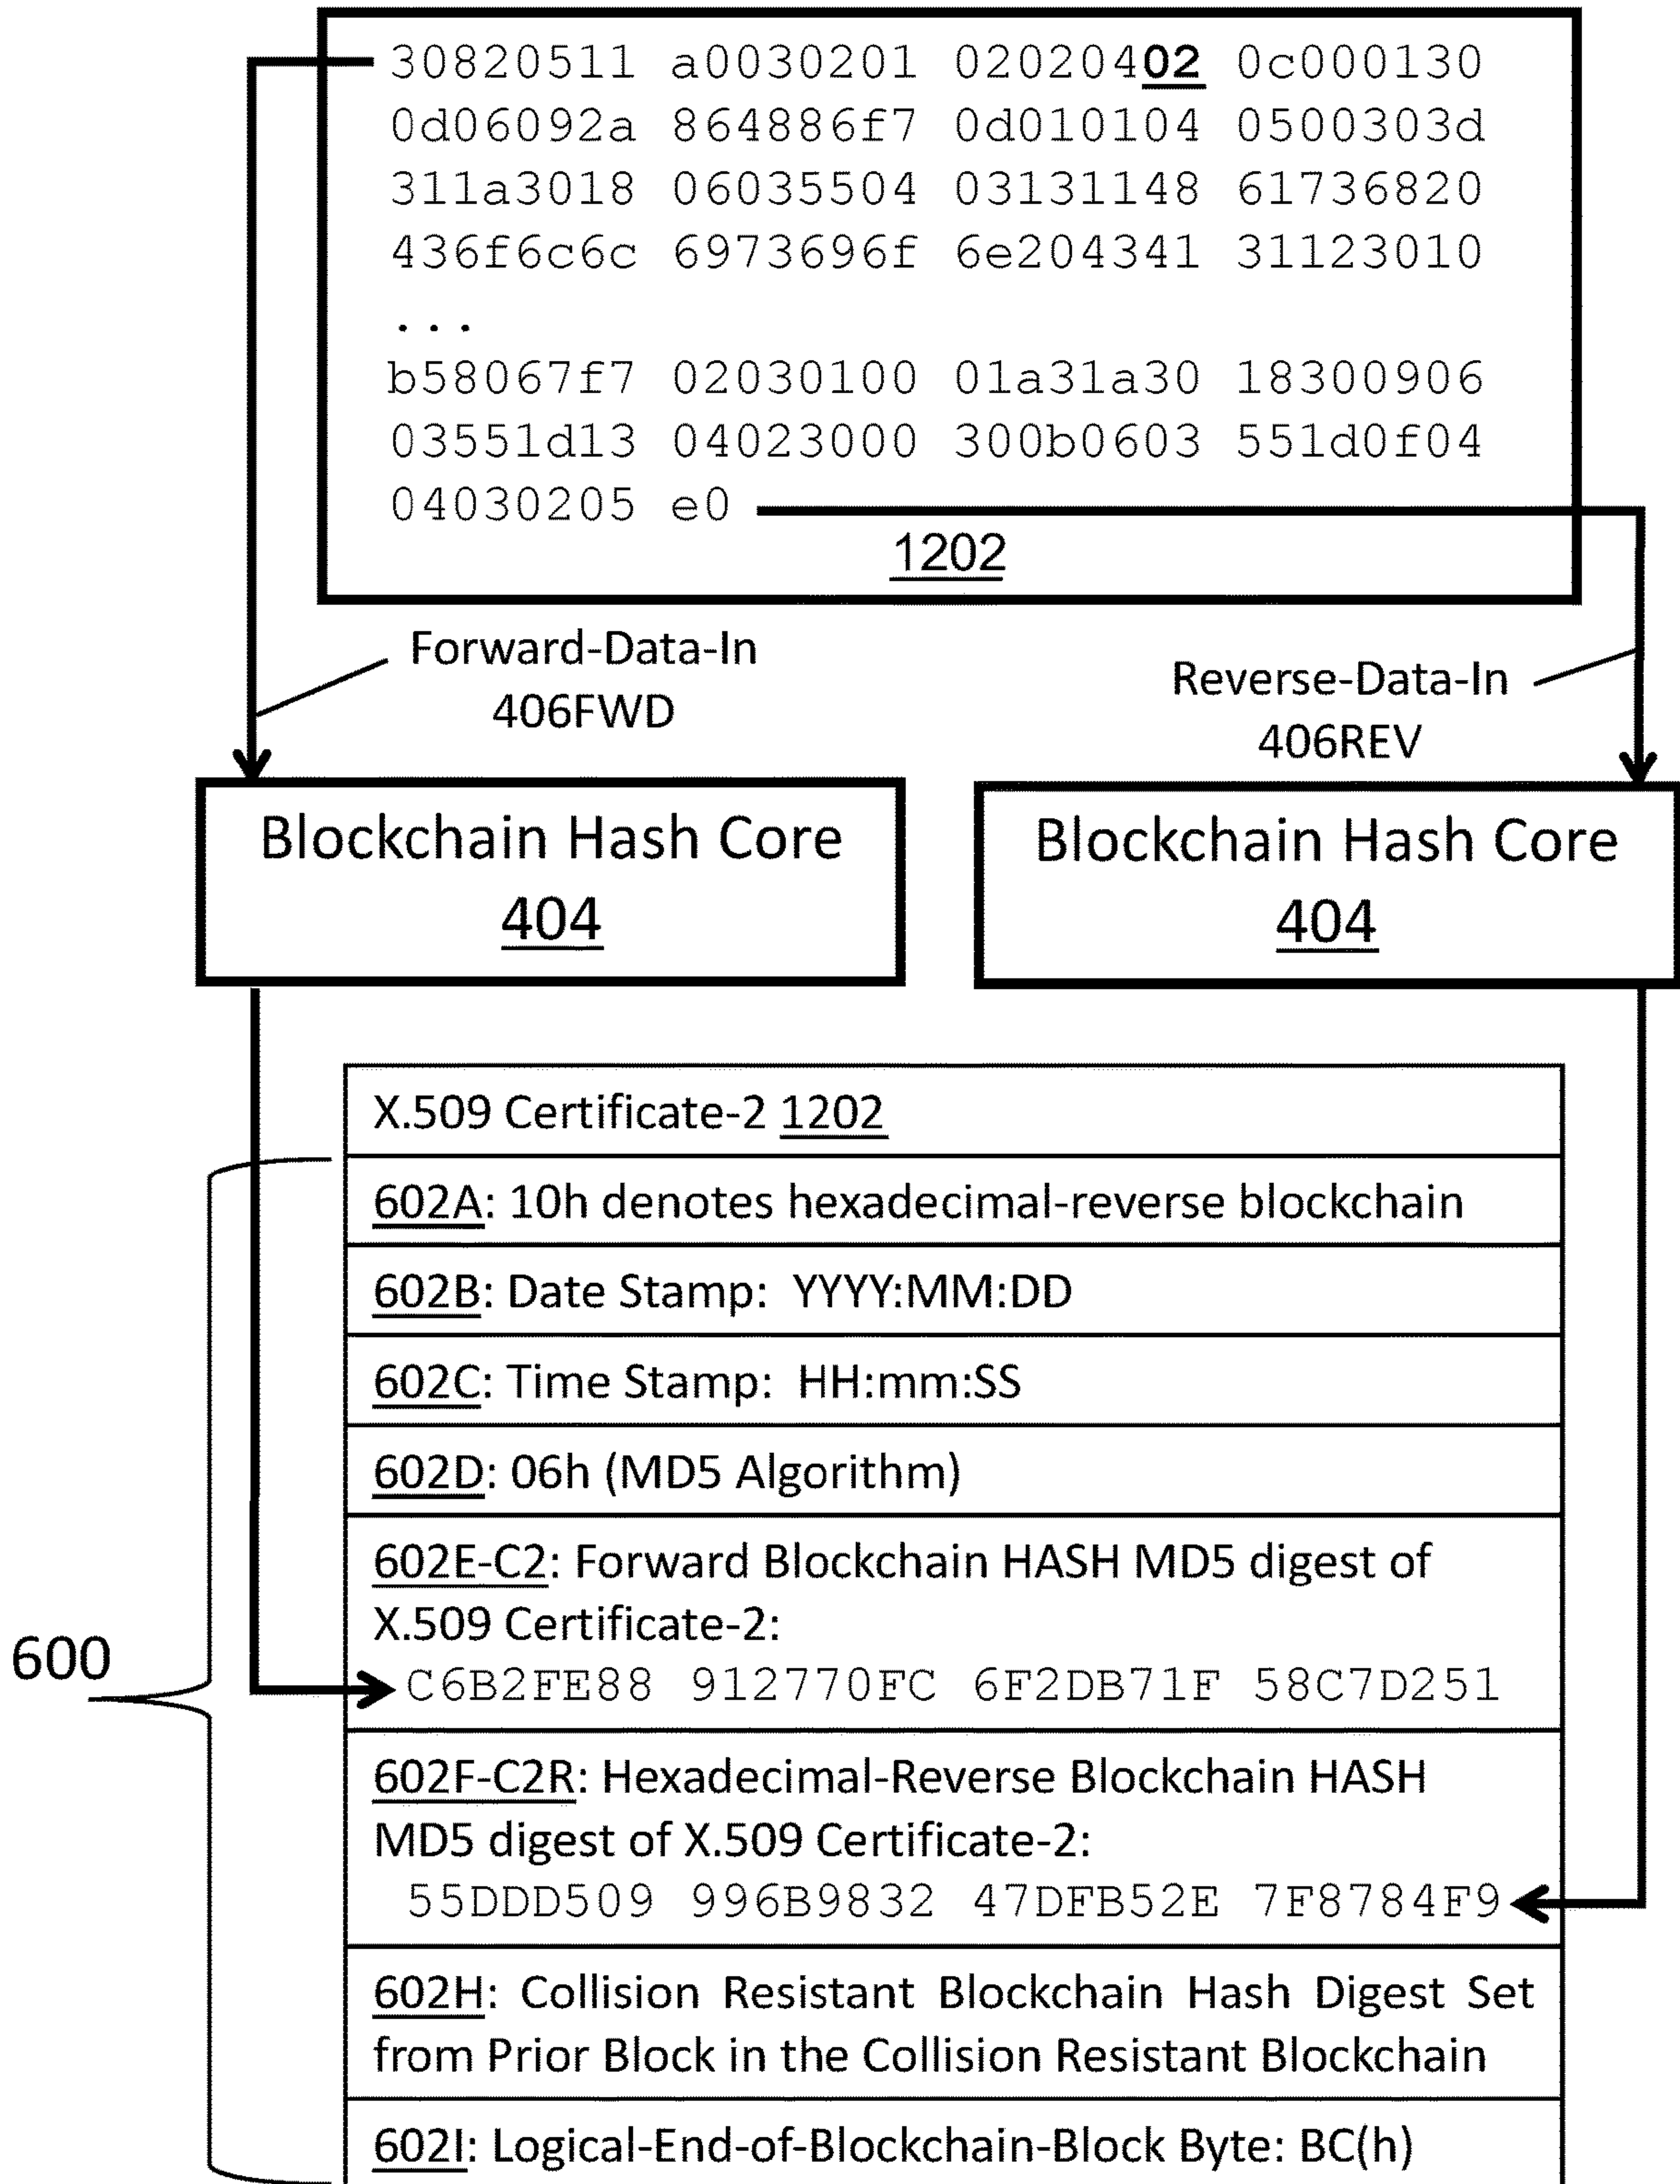 30820511 a0030201 02020402 0c000130
0d06092a 864886f7 0d010104 0500303d
311a3018 06035504 03131148 61736820
436f6c6c 6973696f 6e204341 31123010
...
b58067f7 02030100 01a31a30 18300906
03551d13 04023000 300b0603 551d0f04
04030205 e0
1202
Forward-Data-In
406FWD
Reverse-Data-In
406REV
Blockchain Hash Core
404
Blockchain Hash Core
404
600
X.509 Certificate-2 1202
602A: 10h denotes hexadecimal-reverse blockchain
602B: Date Stamp: YYYY:MM:DD
602C: Time Stamp: HH:mm:SS
602D: 06h (MD5 Algorithm)
602E-C2: Forward Blockchain HASH MD5 digest of
X.509 Certificate-2:
C6B2FE88 912770FC 6F2DB71F 58C7D251
602F-C2R: Hexadecimal-Reverse Blockchain HASH
MD5 digest of X.509 Certificate-2:
55DDD509 996B9832 47DFB52E 7F8784F9
602H: Collision Resistant Blockchain Hash Digest Set
from Prior Block in the Collision Resistant Blockchain
602I: Logical-End-of-Blockchain-Block Byte: BC(h)